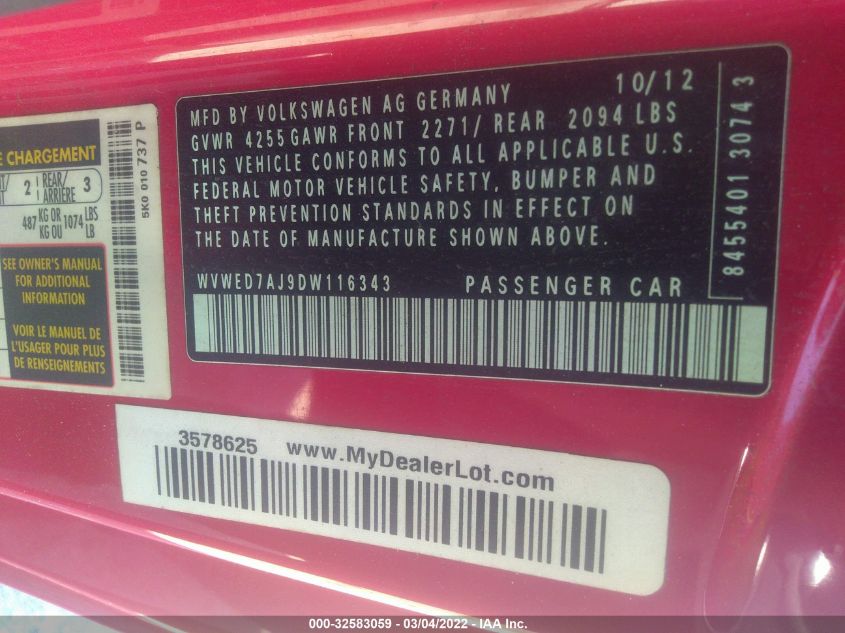 E CHARGEMENT
2 REAR/ ARRIÈRE 3
487 KG OR KG OU 1074 LBS LB
SEE OWNER'S MANUAL
FOR ADDITIONAL
INFORMATION
VOIR LE MANUEL DE
L'USAGER POUR PLUS
DE RENSEIGNEMENTS
5K0 010 737 P
10/12
MFD BY VOLKSWAGEN AG GERMANY
GVWR 4255 GAWR FRONT 2271/ REAR 2094 LBS
THIS VEHICLE CONFORMS TO ALL APPLICABLE U.S.
FEDERAL MOTOR VEHICLE SAFETY, BUMPER AND
THEFT PREVENTION STANDARDS IN EFFECT ON
THE DATE OF MANUFACTURE SHOWN ABOVE.
WVWED7AJ9DW116343 PASSENGER CAR
8455401 3074 3
3578625 www.MyDealerLot.com
000-32583059 - 03/04/2022 - IAA Inc.